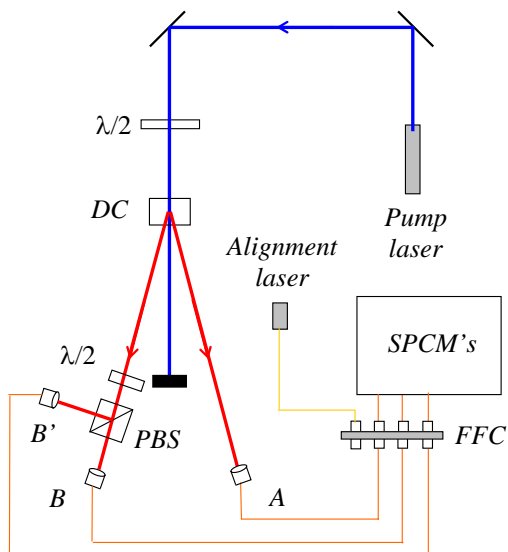 λ/2
DC
Pump
laser
Alignment
laser
SPCM's
λ/2
B'
PBS
FFC
B
A